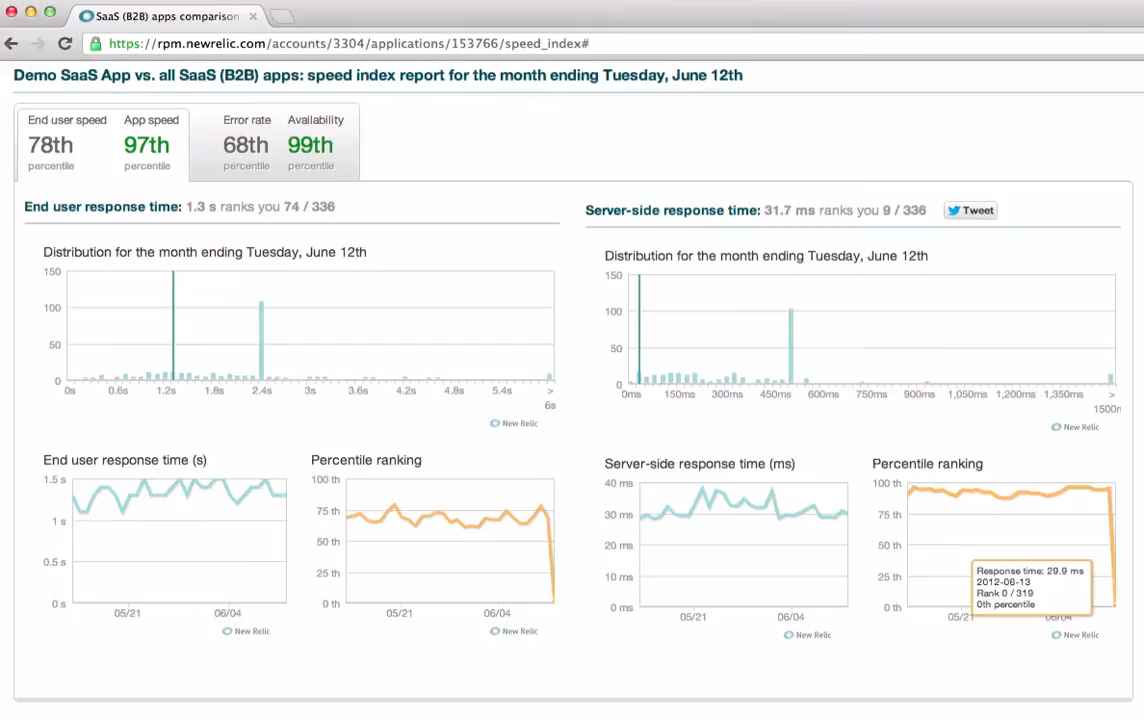 SaaS (B2B) apps comparison
https://rpm.newrelic.com/accounts/3304/applications/153766/speed_index#
Demo SaaS App vs. all SaaS (B2B) apps: speed index report for the month ending Tuesday, June 12th
End user speed App speed Error rate Availability
78th 97th 68th 99th
percentile percentile percentile percentile
End user response time: 1.3 s ranks you 74 / 336
Distribution for the month ending Tuesday, June 12th
150
100
50
0
0s 0.6s 1.2s 1.8s 2.4s 3s 3.6s 4.2s 4.8s 5.4s >
6s
New Relic
Server-side response time: 31.7 ms ranks you 9 / 336 Tweet
Distribution for the month ending Tuesday, June 12th
150
100
50
0
0ms 150ms 300ms 450ms 600ms 750ms 900ms 1,050ms 1,200ms 1,350ms >
1500m
New Relic
End user response time (s)
1.5 s
1 s
0.5 s
0 s
05/21 06/04
New Relic
Percentile ranking
100 th
75 th
50 th
25 th
0 th
05/21 06/04
New Relic
Server-side response time (ms)
40 ms
30 ms
20 ms
10 ms
0 ms
05/21 06/04
New Relic
Percentile ranking
100 th
75 th
50 th
25 th
0 th
Response time: 29.9 ms
2012-06-13
Rank 0 / 319
0th percentile
05/21 06/04
New Relic